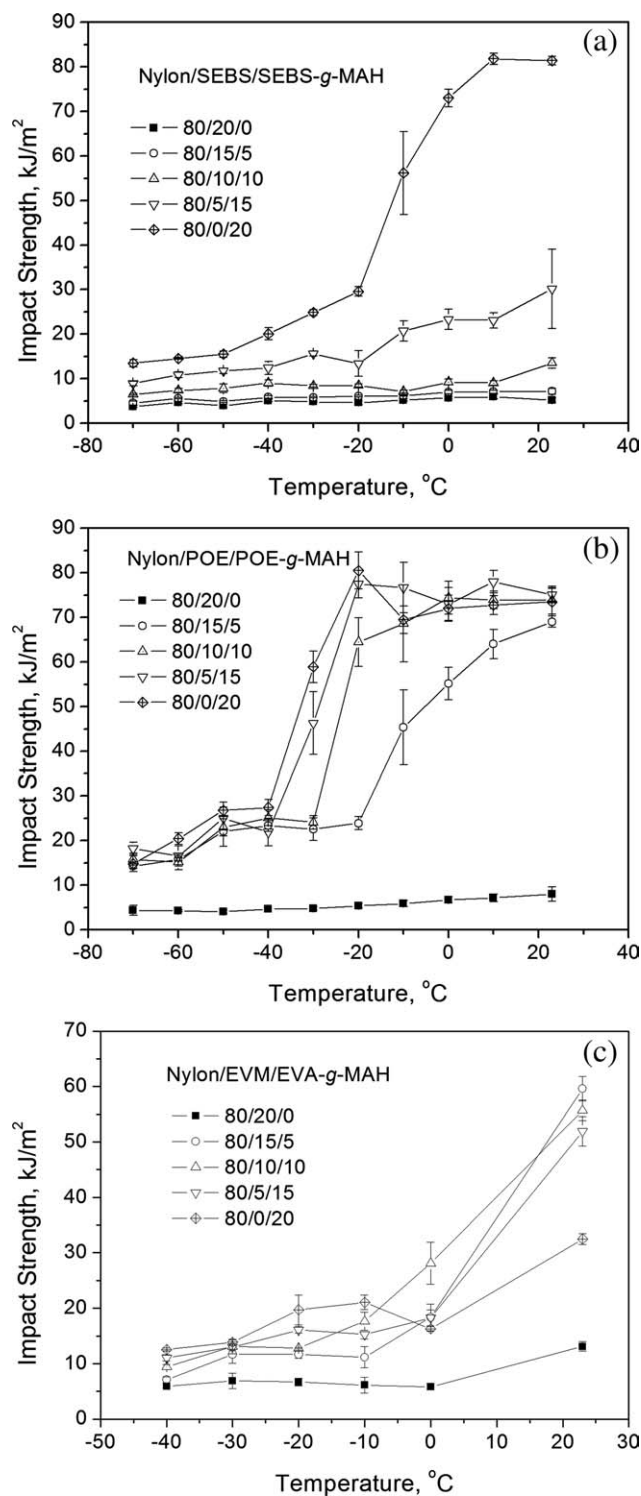 (a)
Nylon/SEBS/SEBS-g-MAH
80/20/0
80/15/5
80/10/10
80/5/15
80/0/20
Impact Strength, kJ/m²
90
80
70
60
50
40
30
20
10
0
-80 -60 -40 -20 0 20 40
Temperature, °C
(b)
Nylon/POE/POE-g-MAH
80/20/0
80/15/5
80/10/10
80/5/15
80/0/20
Impact Strength, kJ/m²
90
80
70
60
50
40
30
20
10
0
-80 -60 -40 -20 0 20 40
Temperature, °C
(c)
Nylon/EVM/EVA-g-MAH
80/20/0
80/15/5
80/10/10
80/5/15
80/0/20
Impact Strength, kJ/m²
70
60
50
40
30
20
10
0
-50 -40 -30 -20 -10 0 10 20 30
Temperature, °C